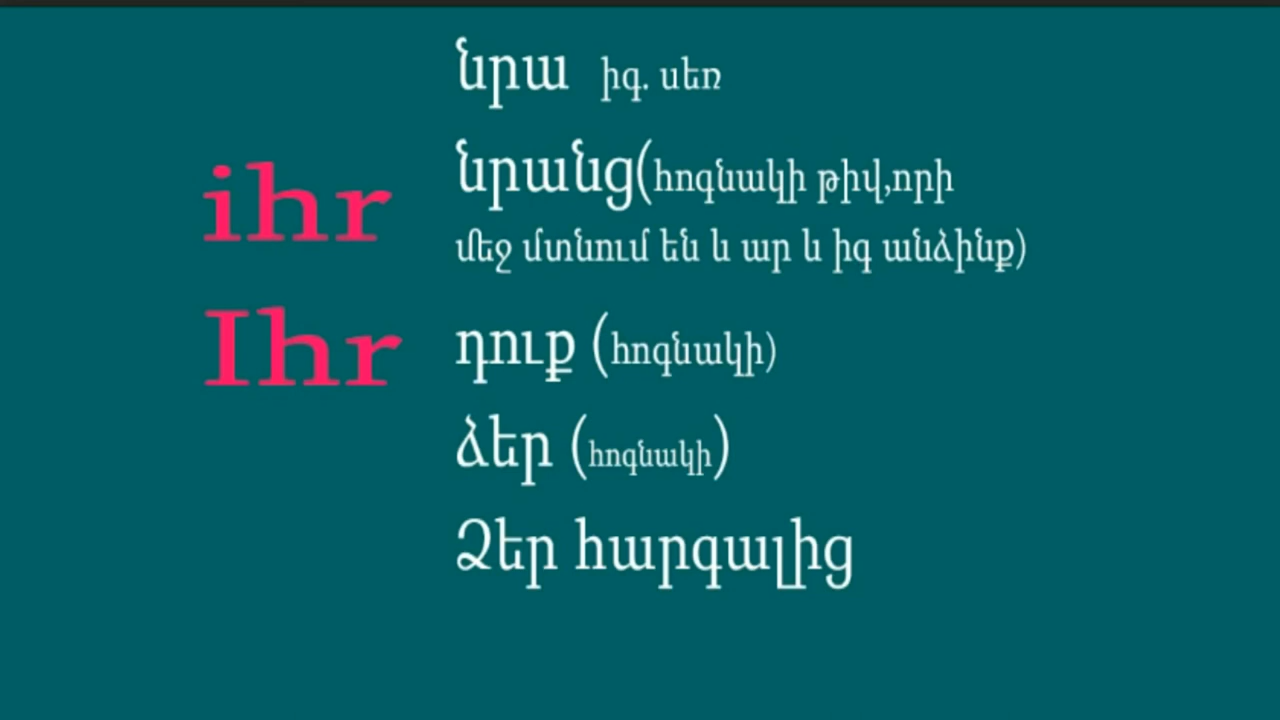 նրա իգ. սեռ
նրանց(հոգնակի թիվ,որի
մեջ մտնում են և ար և իգ անձինք)
ihr
Ihr
դուք (հոգնակի)
ձեր (հոգնակի)
Ձեր հարգալից